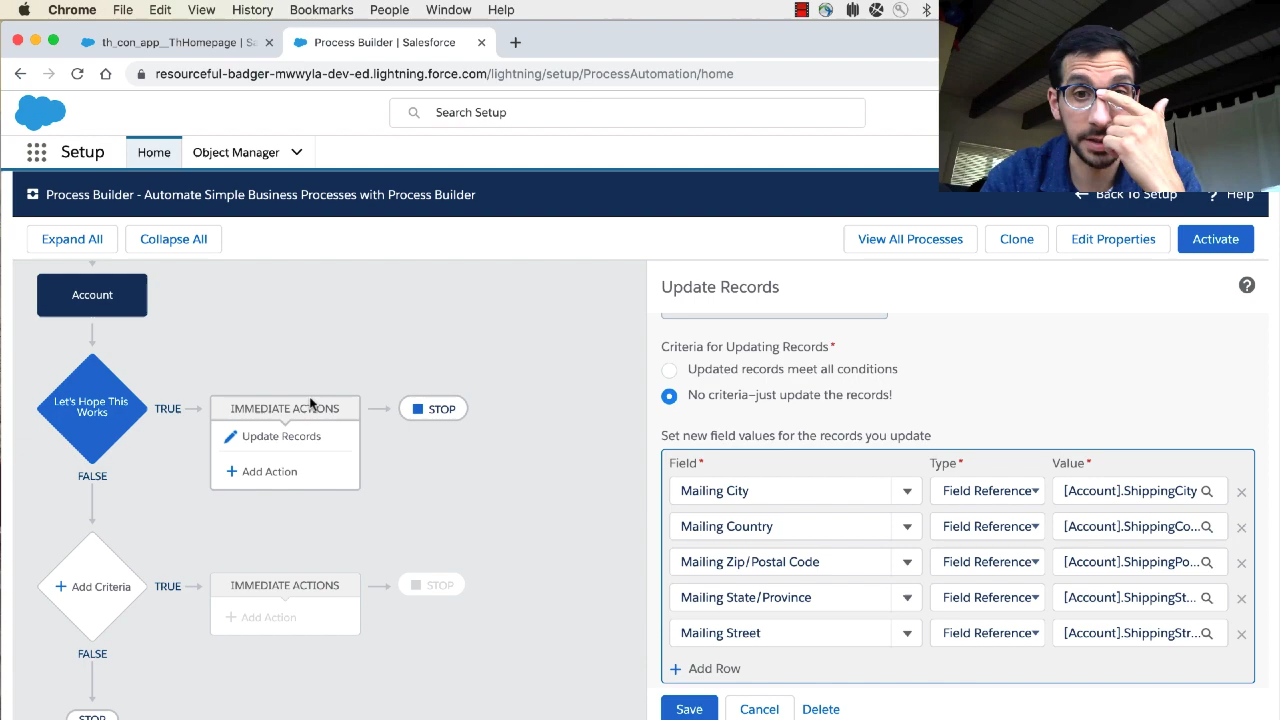 Chrome File Edit View History Bookmarks People Window Help
th_con_app__ThHomepage | Sa
Process Builder | Salesforce
resourceful-badger-mwwyla-dev-ed.lightning.force.com/lightning/setup/ProcessAutomation/home
Search Setup
Setup Home Object Manager
Process Builder - Automate Simple Business Processes with Process Builder
Back To Setup ? Help
Expand All Collapse All View All Processes Clone Edit Properties Activate
Account
Let's Hope This
Works
TRUE
IMMEDIATE ACTIONS
STOP
Update Records
+ Add Action
FALSE
+ Add Criteria
TRUE
IMMEDIATE ACTIONS
STOP
+ Add Action
FALSE
STOP
Update Records
Criteria for Updating Records*
Updated records meet all conditions
No criteria—just update the records!
Set new field values for the records you update
Field* Type* Value*
Mailing City Field Reference [Account].ShippingCity
Mailing Country Field Reference [Account].ShippingCo...
Mailing Zip/Postal Code Field Reference [Account].ShippingPo...
Mailing State/Province Field Reference [Account].ShippingSt...
Mailing Street Field Reference [Account].ShippingStr...
+ Add Row
Save Cancel Delete